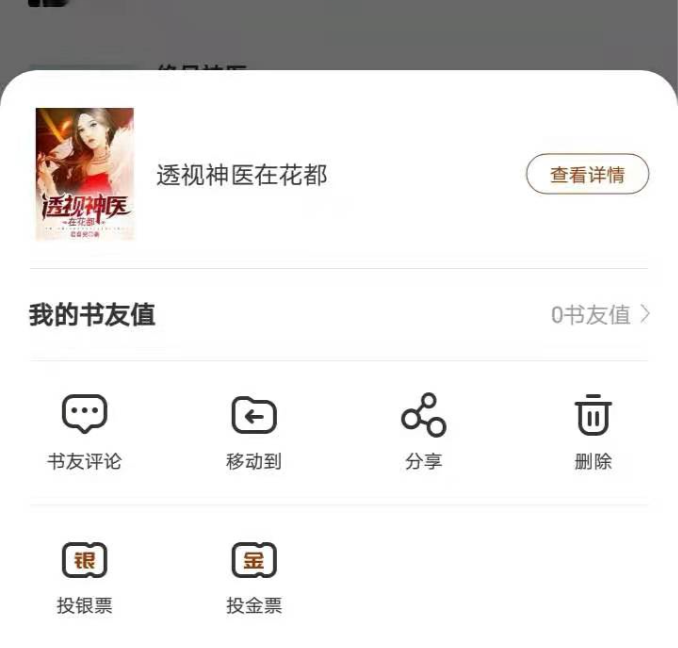 透视神医
在花都
透视神医在花都
查看详情
我的书友值
0书友值
书友评论
移动到
分享
删除
银
金
投银票
投金票